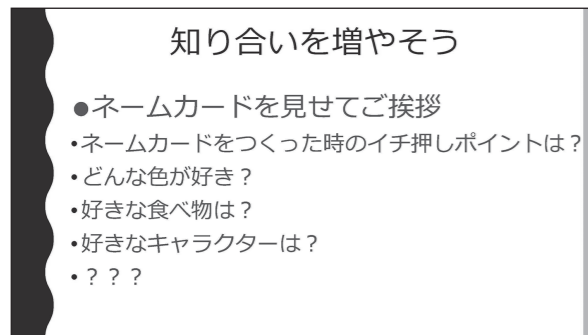 知り合いを増やそう
●ネームカードを見せてご挨拶
•ネームカードをつくった時のイチ押しポイントは？
•どんな色が好き？
•好きな食べ物は？
•好きなキャラクターは？
•？？？